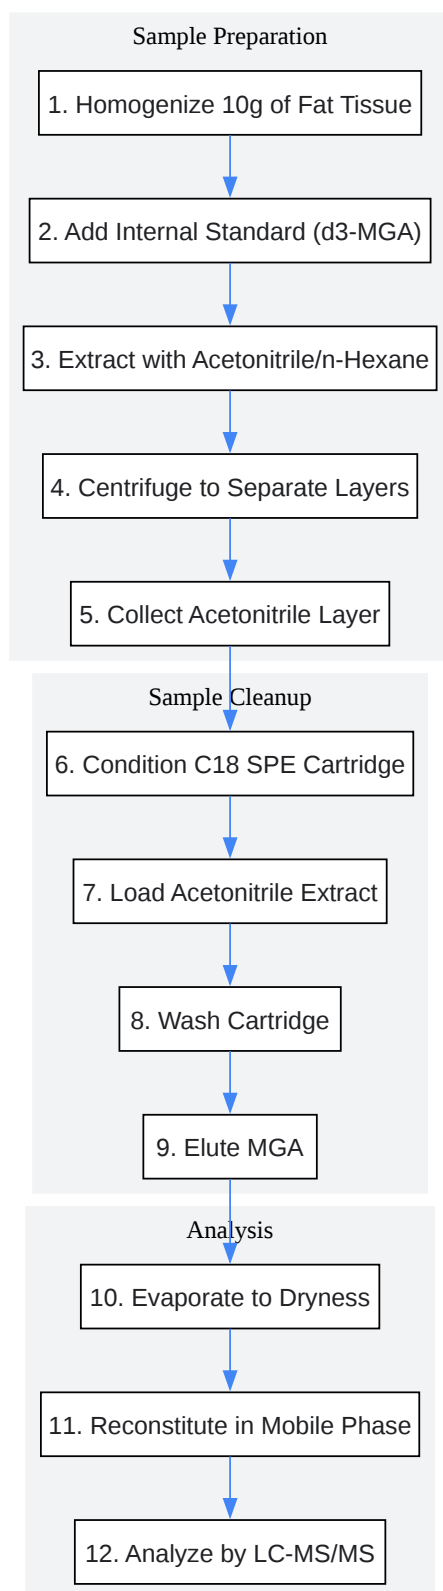 Sample Preparation
1. Homogenize 10g of Fat Tissue
2. Add Internal Standard (d3-MGA)
3. Extract with Acetonitrile/n-Hexane
4. Centrifuge to Separate Layers
5. Collect Acetonitrile Layer
Sample Cleanup
6. Condition C18 SPE Cartridge
7. Load Acetonitrile Extract
8. Wash Cartridge
9. Elute MGA
Analysis
10. Evaporate to Dryness
11. Reconstitute in Mobile Phase
12. Analyze by LC-MS/MS